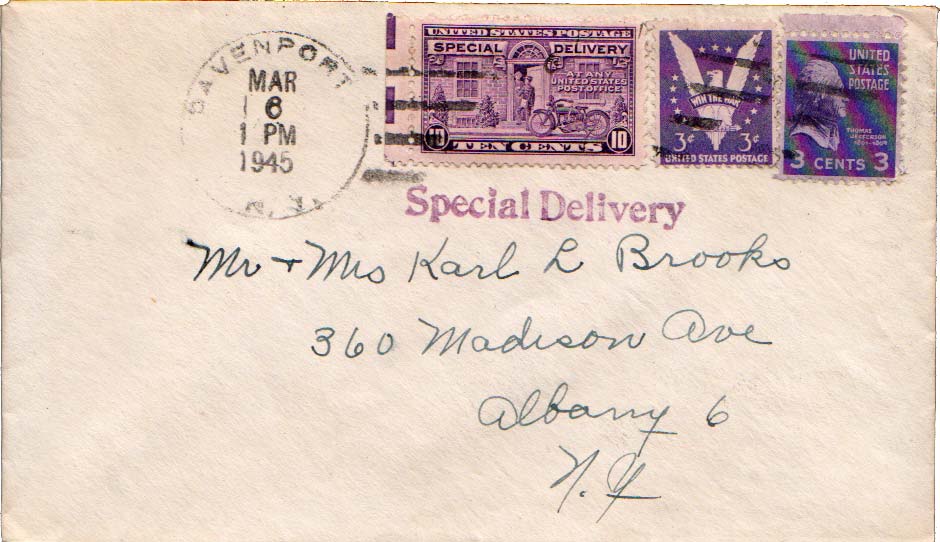 DAVENPORT
MAR
6
1 PM
1945
N. Y.
UNITED STATES POSTAGE
SPECIAL DELIVERY
AT ANY
UNITED STATES
POST OFFICE
10 10
TEN CENTS
WIN THE WAR
3¢ 3¢
UNITED STATES POSTAGE
UNITED
STATES
POSTAGE
THOMAS
JEFFERSON
1801-1809
3 CENTS 3
Special Delivery
Mr + Mrs Karl L Brooks
360 Madison Ave
Albany 6
N. Y